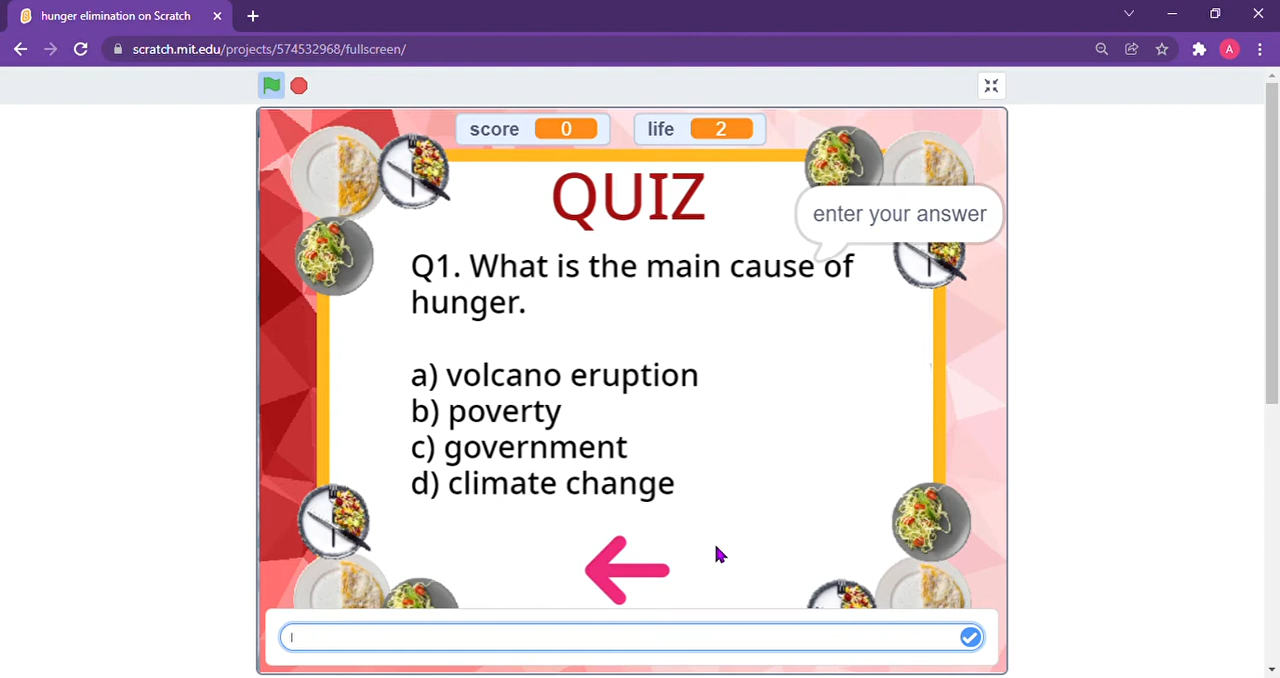 hunger elimination on Scratch
scratch.mit.edu/projects/574532968/fullscreen/
A
score 0
life 2
QUIZ
enter your answer
Q1. What is the main cause of
hunger.
a) volcano eruption
b) poverty
c) government
d) climate change